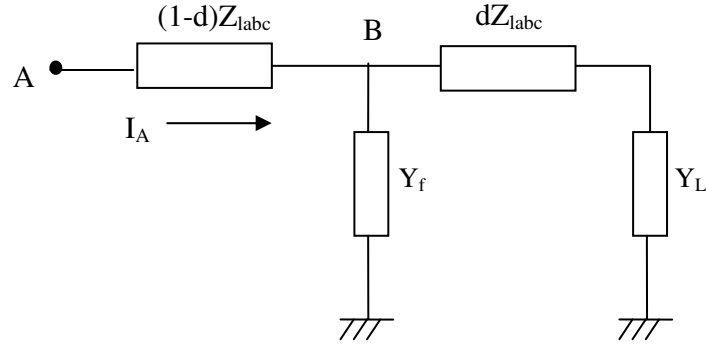 (1-d)Z_labc
B
dZ_labc
A
I_A
Y_f
Y_L